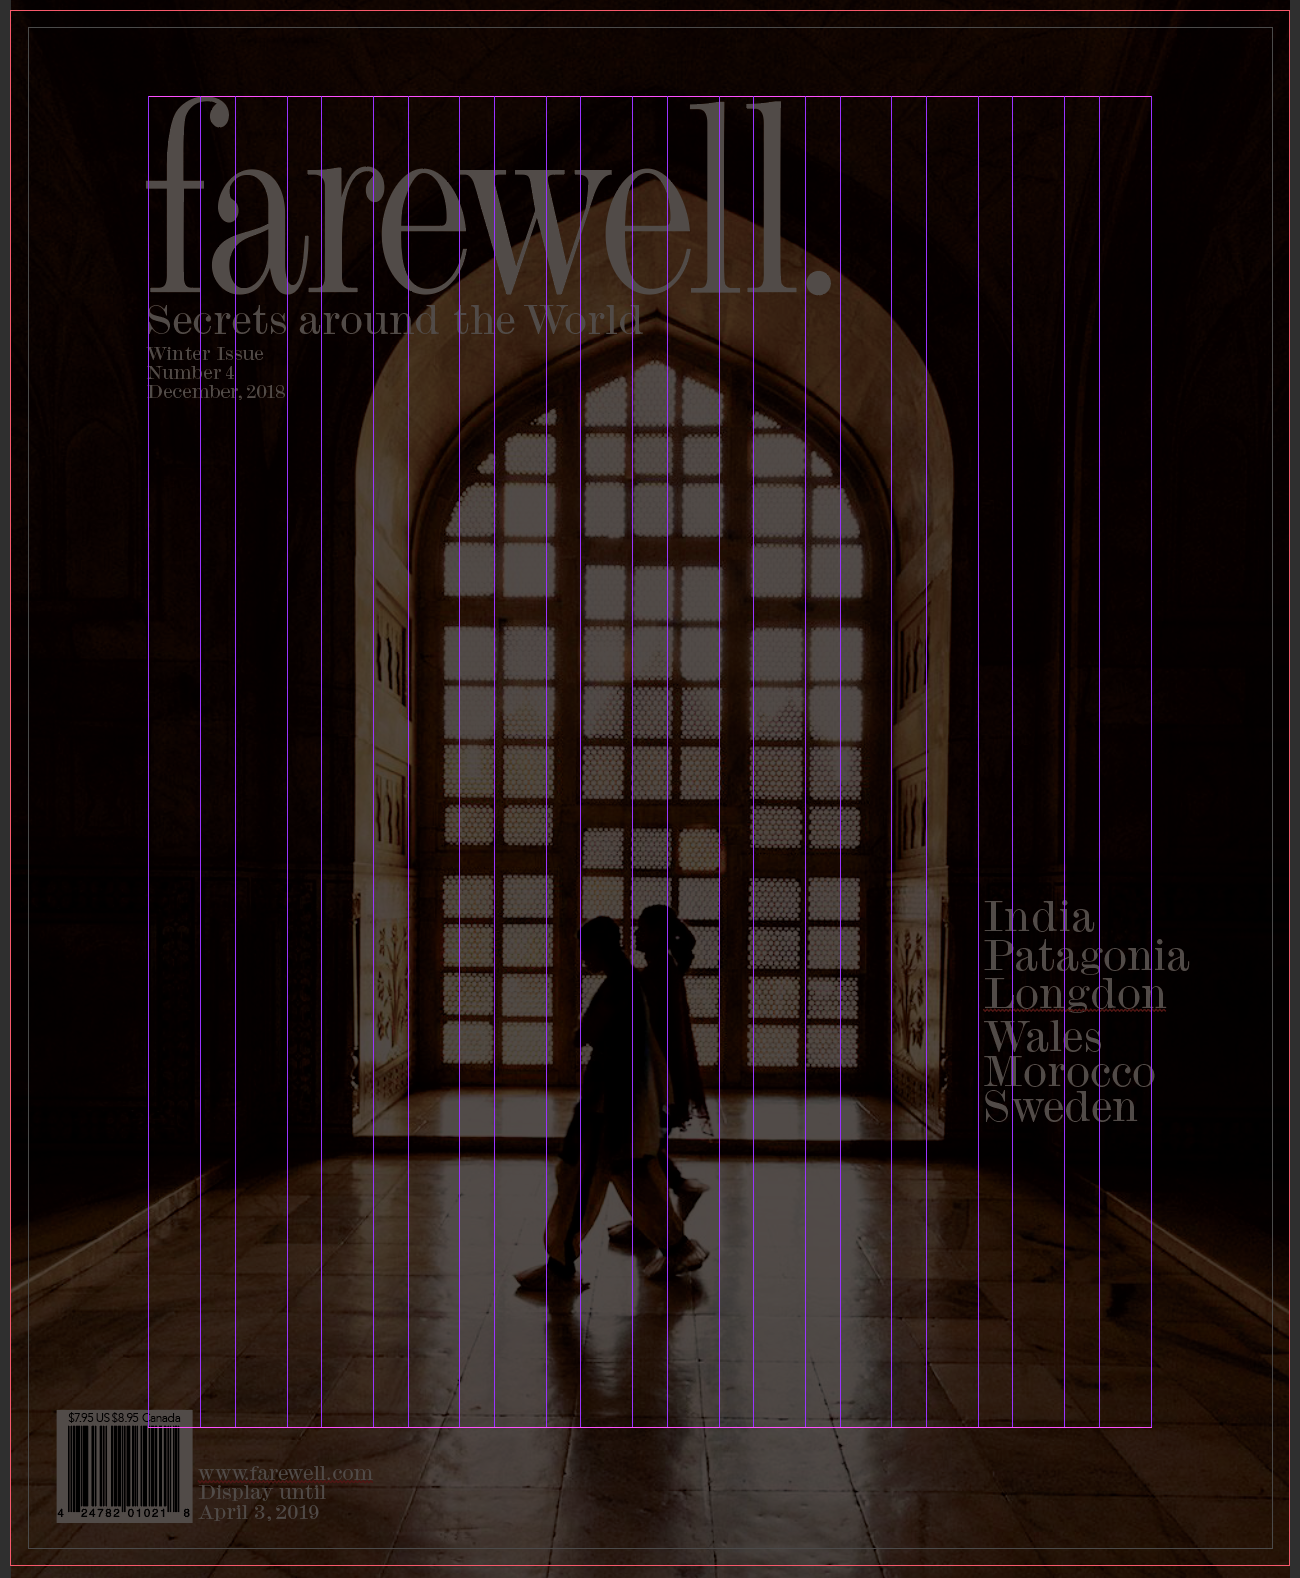 farewell.
Secrets around the World
Winter Issue
Number 4
December, 2018
India
Patagonia
Longdon
Wales
Morocco
Sweden
$7.95 US $8.95 Canada
4 24782 01021 8
www.farewell.com
Display until
April 3, 2019